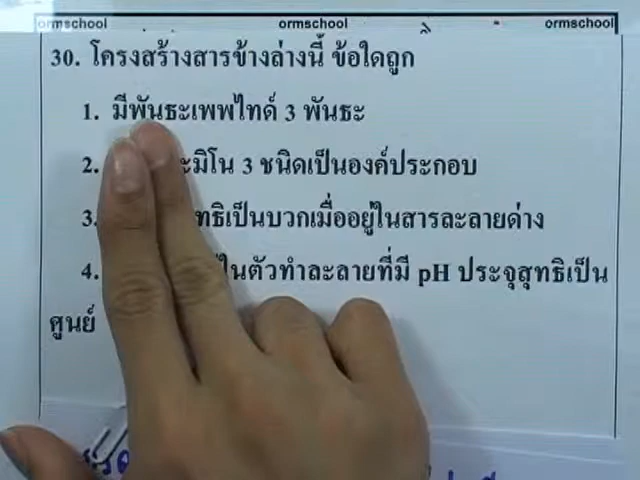 ormschool ormschool ormschool
30. โครงสร้างสารข้างล่างนี้ ข้อใดถูก
1. มีพันธะเพพไทด์ 3 พันธะ
2. ะมิโน 3 ชนิดเป็นองค์ประกอบ
3. ทธิเป็นบวกเมื่ออยู่ในสารละลายด่าง
4. ในตัวทำละลายที่มี pH ประจุสุทธิเป็น
ศูนย์